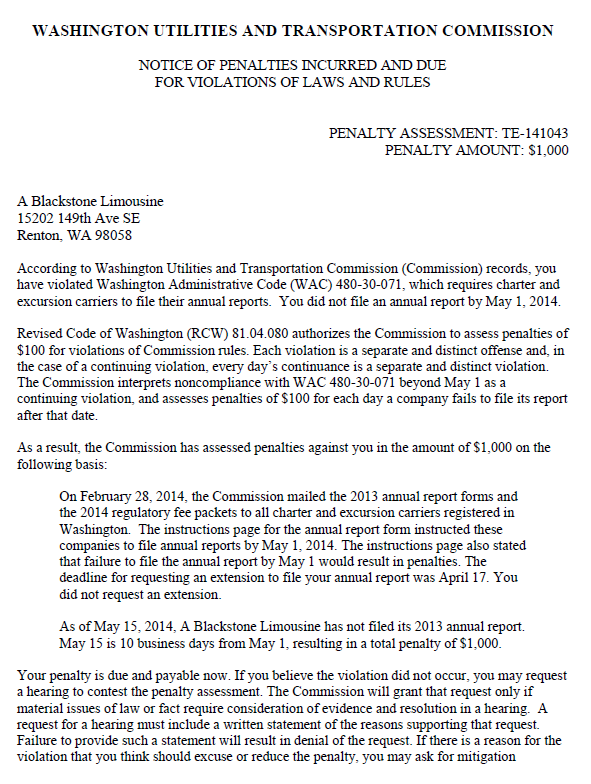 WASHINGTON UTILITIES AND TRANSPORTATION COMMISSION
NOTICE OF PENALTIES INCURRED AND DUE
FOR VIOLATIONS OF LAWS AND RULES
PENALTY ASSESSMENT: TE-141043
PENALTY AMOUNT: $1,000
A Blackstone Limousine
15202 149th Ave SE
Renton, WA 98058
According to Washington Utilities and Transportation Commission (Commission) records, you
have violated Washington Administrative Code (WAC) 480-30-071, which requires charter and
excursion carriers to file their annual reports.  You did not file an annual report by May 1, 2014.
Revised Code of Washington (RCW) 81.04.080 authorizes the Commission to assess penalties of
$100 for violations of Commission rules. Each violation is a separate and distinct offense and, in
the case of a continuing violation, every day's continuance is a separate and distinct violation.
The Commission interprets noncompliance with WAC 480-30-071 beyond May 1 as a
continuing violation, and assesses penalties of $100 for each day a company fails to file its report
after that date.
As a result, the Commission has assessed penalties against you in the amount of $1,000 on the
following basis:
On February 28, 2014, the Commission mailed the 2013 annual report forms and
the 2014 regulatory fee packets to all charter and excursion carriers registered in
Washington.  The instructions page for the annual report form instructed these
companies to file annual reports by May 1, 2014. The instructions page also stated
that failure to file the annual report by May 1 would result in penalties. The
deadline for requesting an extension to file your annual report was April 17. You
did not request an extension.
As of May 15, 2014, A Blackstone Limousine has not filed its 2013 annual report.
May 15 is 10 business days from May 1, resulting in a total penalty of $1,000.
Your penalty is due and payable now. If you believe the violation did not occur, you may request
a hearing to contest the penalty assessment. The Commission will grant that request only if
material issues of law or fact require consideration of evidence and resolution in a hearing.  A
request for a hearing must include a written statement of the reasons supporting that request.
Failure to provide such a statement will result in denial of the request. If there is a reason for the
violation that you think should excuse or reduce the penalty, you may ask for mitigation